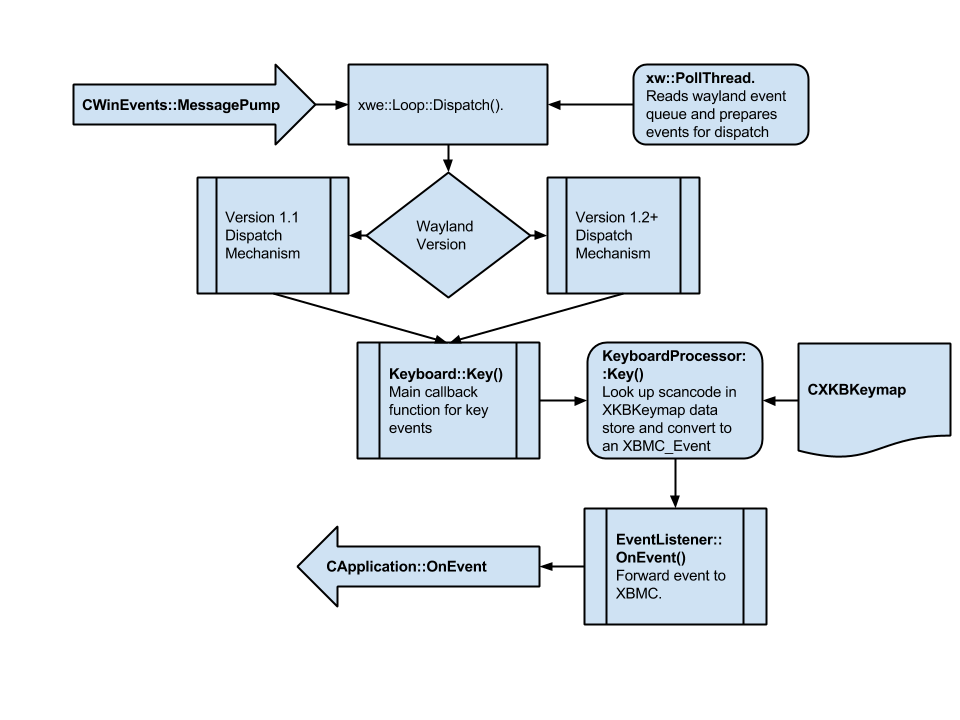 CWinEvents::MessagePump
xwe::Loop::Dispatch().
xw::PollThread.
Reads wayland event
queue and prepares
events for dispatch
Version 1.1
Dispatch
Mechanism
Wayland
Version
Version 1.2+
Dispatch
Mechanism
Keyboard::Key()
Main callback
function for key
events
KeyboardProcessor:
:Key()
Look up scancode in
XKBKeymap data
store and convert to
an XBMC_Event
CXKBKeymap
EventListener::
OnEvent()
Forward event to
XBMC.
CApplication::OnEvent